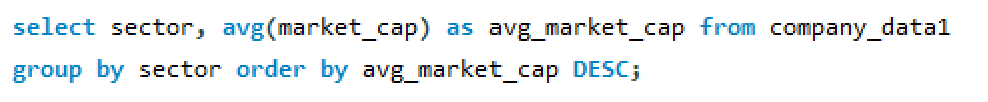 select sector, avg(market_cap) as avg_market_cap from company_data1
group by sector order by avg_market_cap DESC;